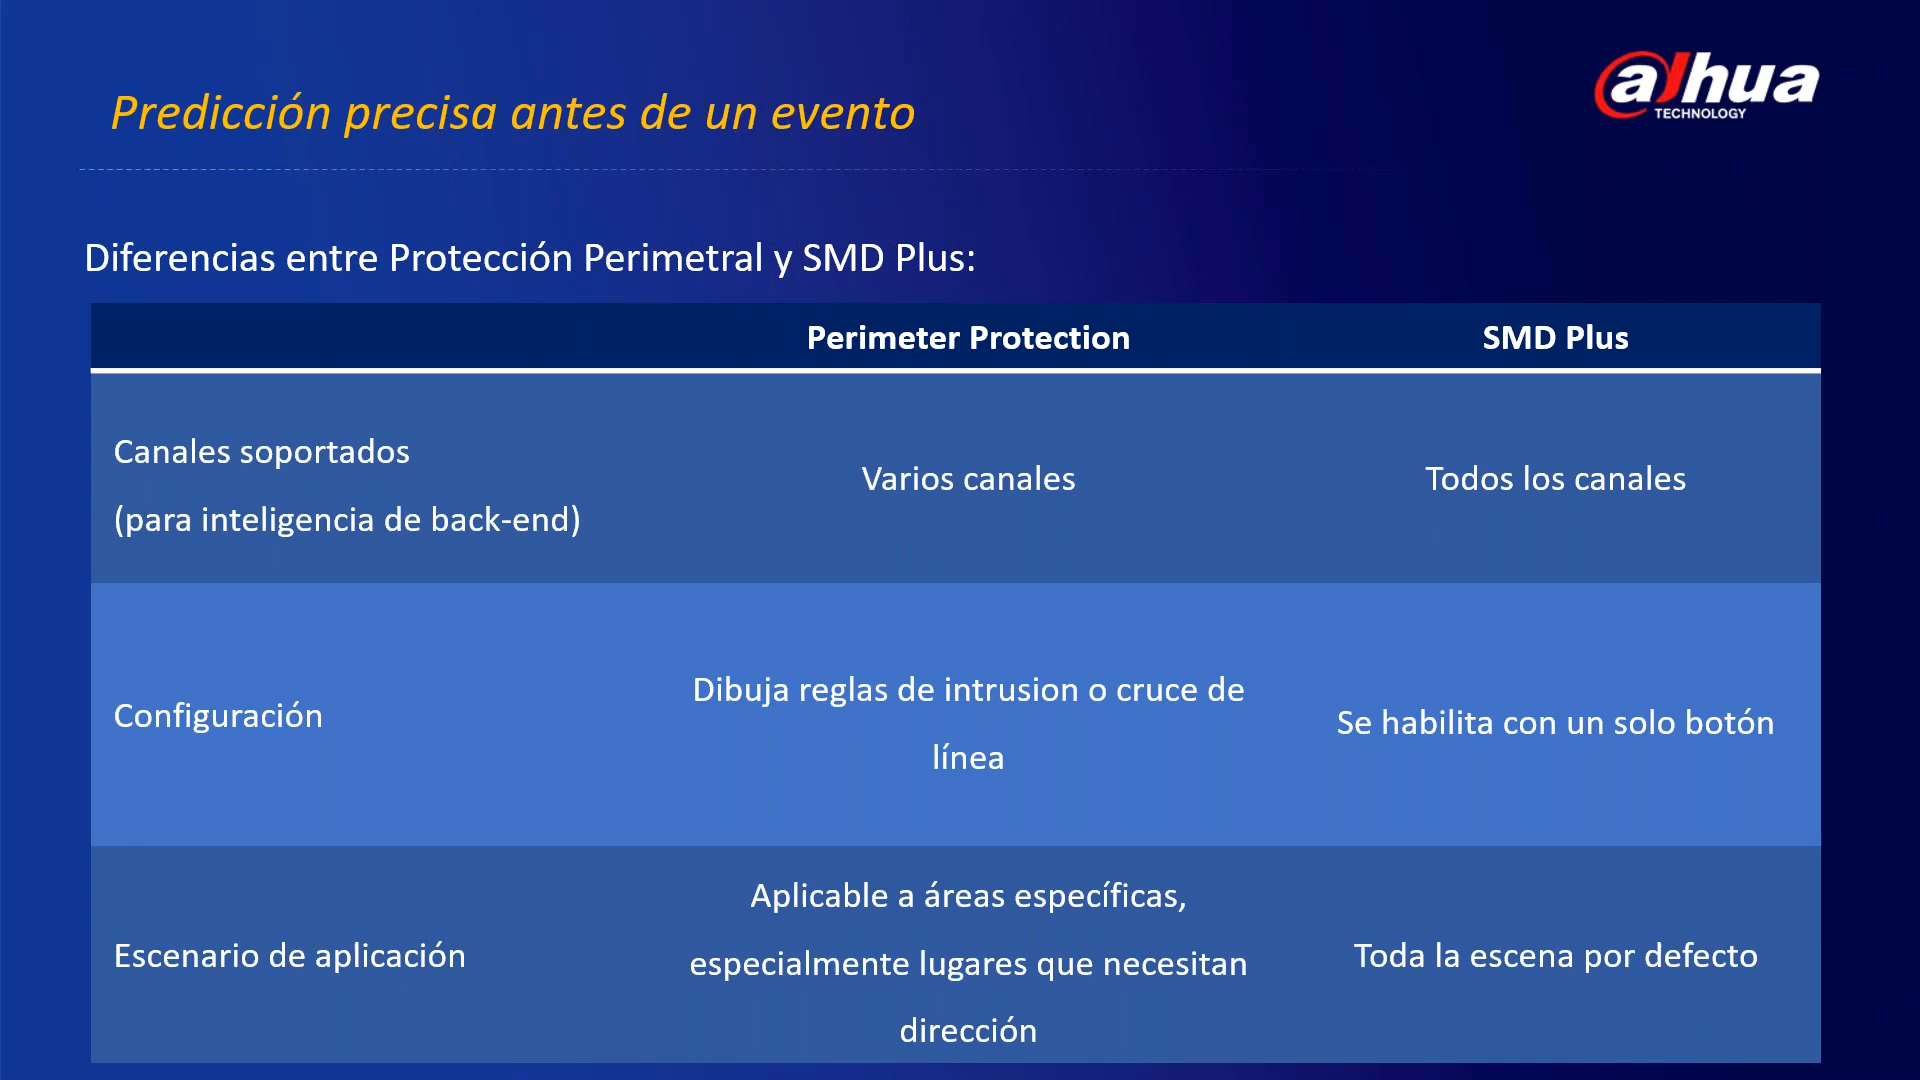 Predicción precisa antes de un evento
alhua
TECHNOLOGY
Diferencias entre Protección Perimetral y SMD Plus:
Perimeter Protection
SMD Plus
Canales soportados
(para inteligencia de back-end)
Varios canales
Todos los canales
Configuración
Dibuja reglas de intrusion o cruce de
línea
Se habilita con un solo botón
Escenario de aplicación
Aplicable a áreas específicas,
especialmente lugares que necesitan
dirección
Toda la escena por defecto